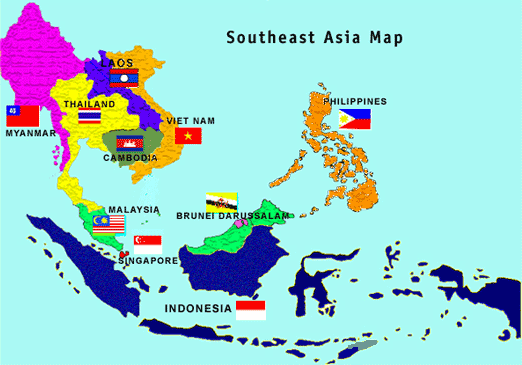 Southeast Asia Map
LAOS
THAILAND
PHILIPPINES
MYANMAR
VIET NAM
CAMBODIA
MALAYSIA
BRUNEI DARUSSALAM
SINGAPORE
INDONESIA